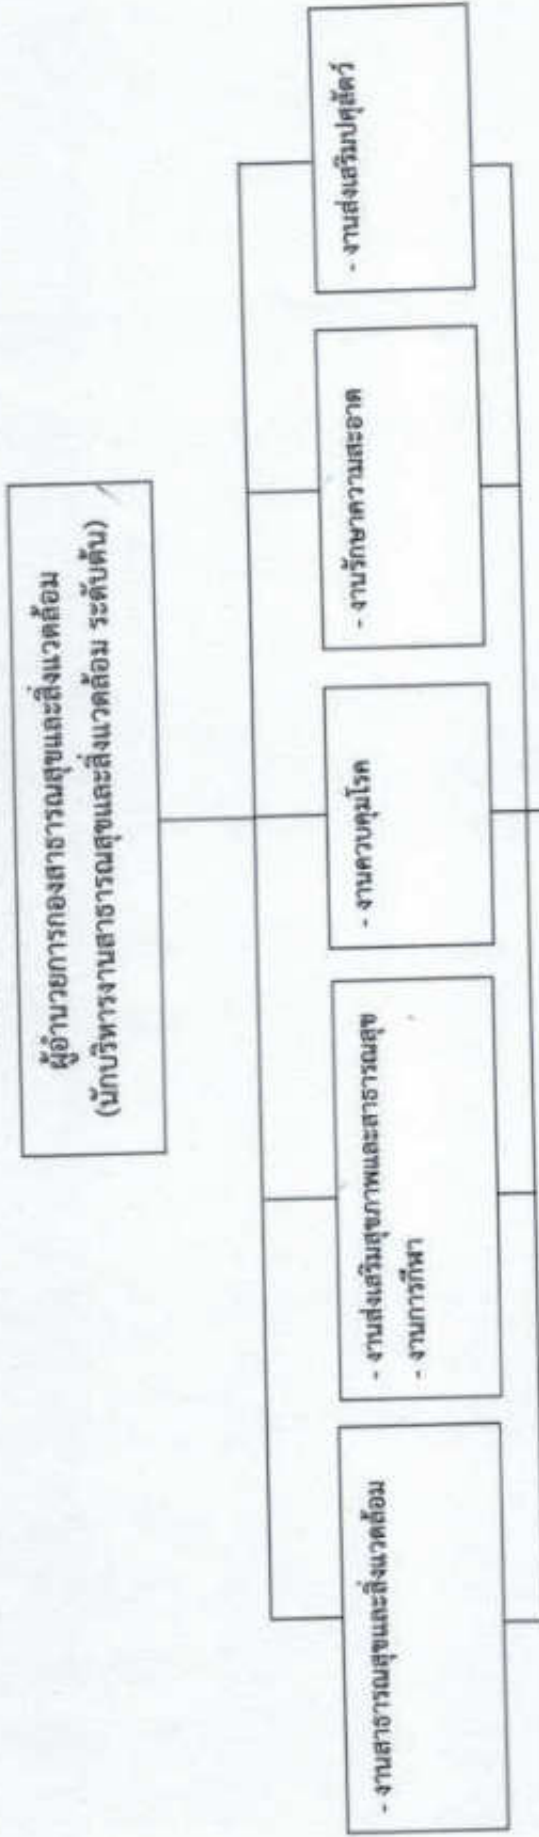 ผู้อำนวยการกองสาธารณสุขและสิ่งแวดล้อม
(นักบริหารงานสาธารณสุขและสิ่งแวดล้อม ระดับต้น)
- งานสาธารณสุขและสิ่งแวดล้อม
- งานส่งเสริมสุขภาพและสาธารณสุข
- งานการกีฬา
- งานควบคุมโรค
- งานรักษาความสะอาด
- งานส่งเสริมปศุสัตว์